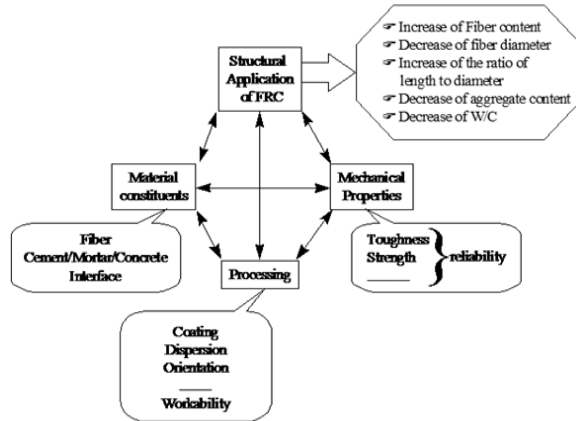 Structural
Application
of FRC
☞ Increase of Fiber content
☞ Decrease of fiber diameter
☞ Increase of the ratio of
length to diameter
☞ Decrease of aggregate content
☞ Decrease of W/C
Material
constituents
Mechanical
Properties
Fiber
Cement/Mortar/Concrete
Interface
Processing
Toughness
Strength
reliability
Coating
Dispersion
Orientation
Workability